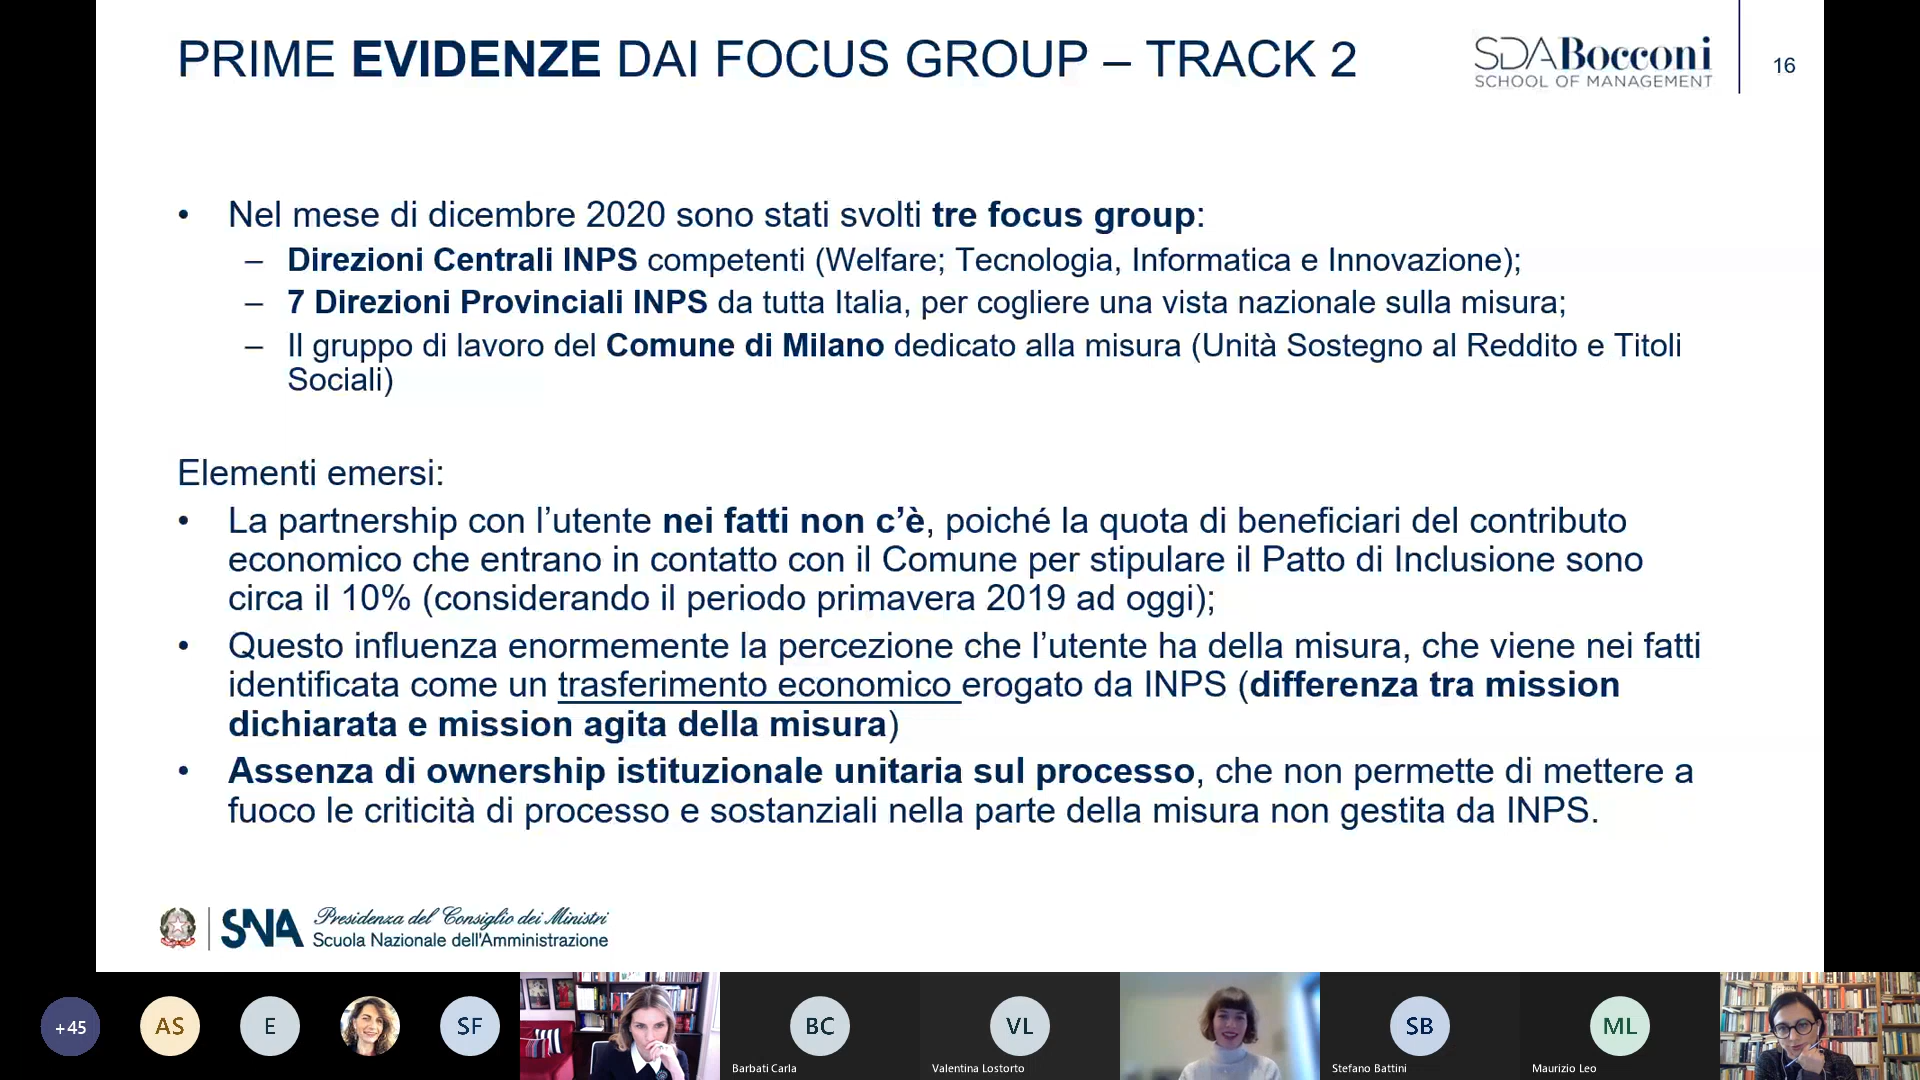 PRIME EVIDENZE DAI FOCUS GROUP – TRACK 2
SDA Bocconi
SCHOOL OF MANAGEMENT
16
• Nel mese di dicembre 2020 sono stati svolti tre focus group:
– Direzioni Centrali INPS competenti (Welfare; Tecnologia, Informatica e Innovazione);
– 7 Direzioni Provinciali INPS da tutta Italia, per cogliere una vista nazionale sulla misura;
– Il gruppo di lavoro del Comune di Milano dedicato alla misura (Unità Sostegno al Reddito e Titoli
Sociali)
Elementi emersi:
• La partnership con l’utente nei fatti non c’è, poiché la quota di beneficiari del contributo
economico che entrano in contatto con il Comune per stipulare il Patto di Inclusione sono
circa il 10% (considerando il periodo primavera 2019 ad oggi);
• Questo influenza enormemente la percezione che l’utente ha della misura, che viene nei fatti
identificata come un trasferimento economico erogato da INPS (differenza tra mission
dichiarata e mission agita della misura)
• Assenza di ownership istituzionale unitaria sul processo, che non permette di mettere a
fuoco le criticità di processo e sostanziali nella parte della misura non gestita da INPS.
SNA
Presidenza del Consiglio dei Ministri
Scuola Nazionale dell'Amministrazione
+45
AS
E
SF
BC
Barbati Carla
VL
Valentina Lostorto
SB
Stefano Battini
ML
Maurizio Leo